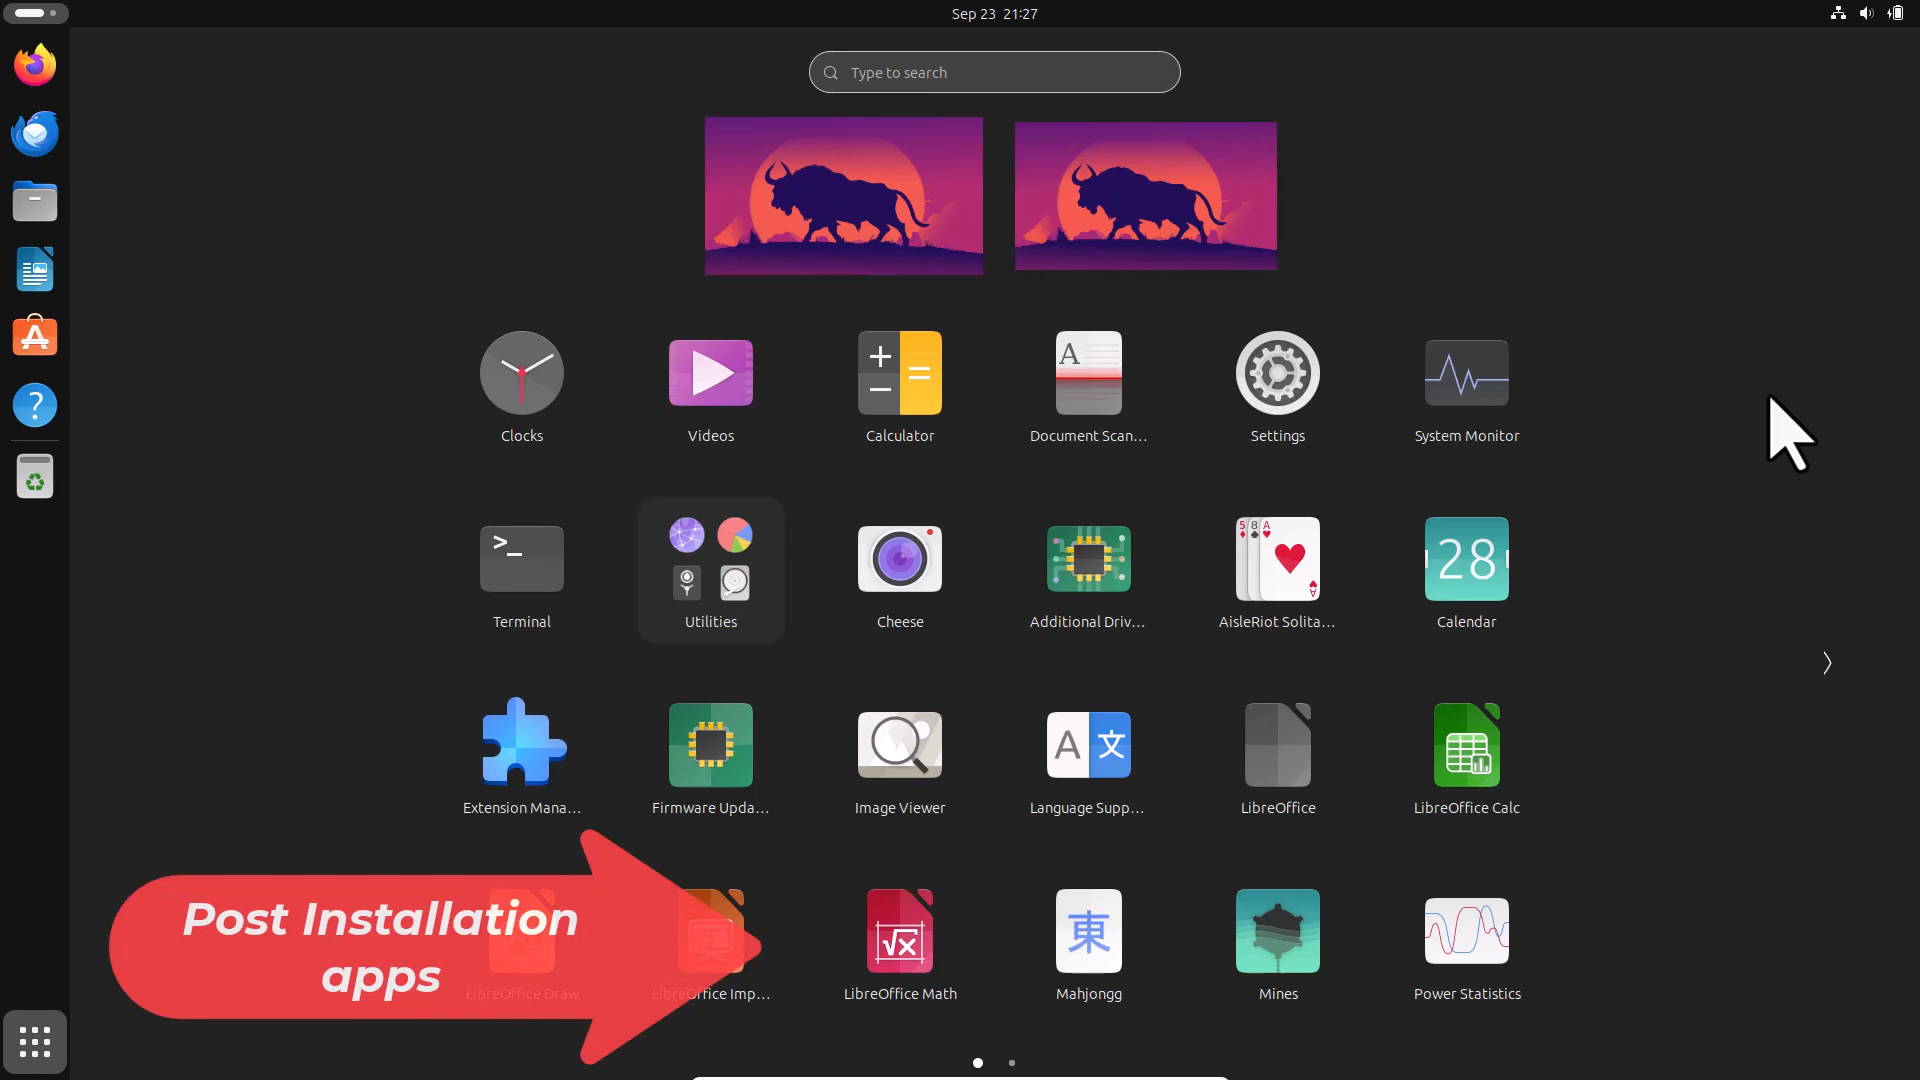 Sep 23 21:27
Type to search
Clocks
Videos
Calculator
Document Scan...
Settings
System Monitor
5 8 A
28
Terminal
Utilities
Cheese
Additional Driv...
AisleRiot Solita...
Calendar
A 文
Extension Mana...
Firmware Upda...
Image Viewer
Language Supp...
LibreOffice
LibreOffice Calc
Post Installation
apps
東
LibreOffice Draw
LibreOffice Imp...
LibreOffice Math
Mahjongg
Mines
Power Statistics